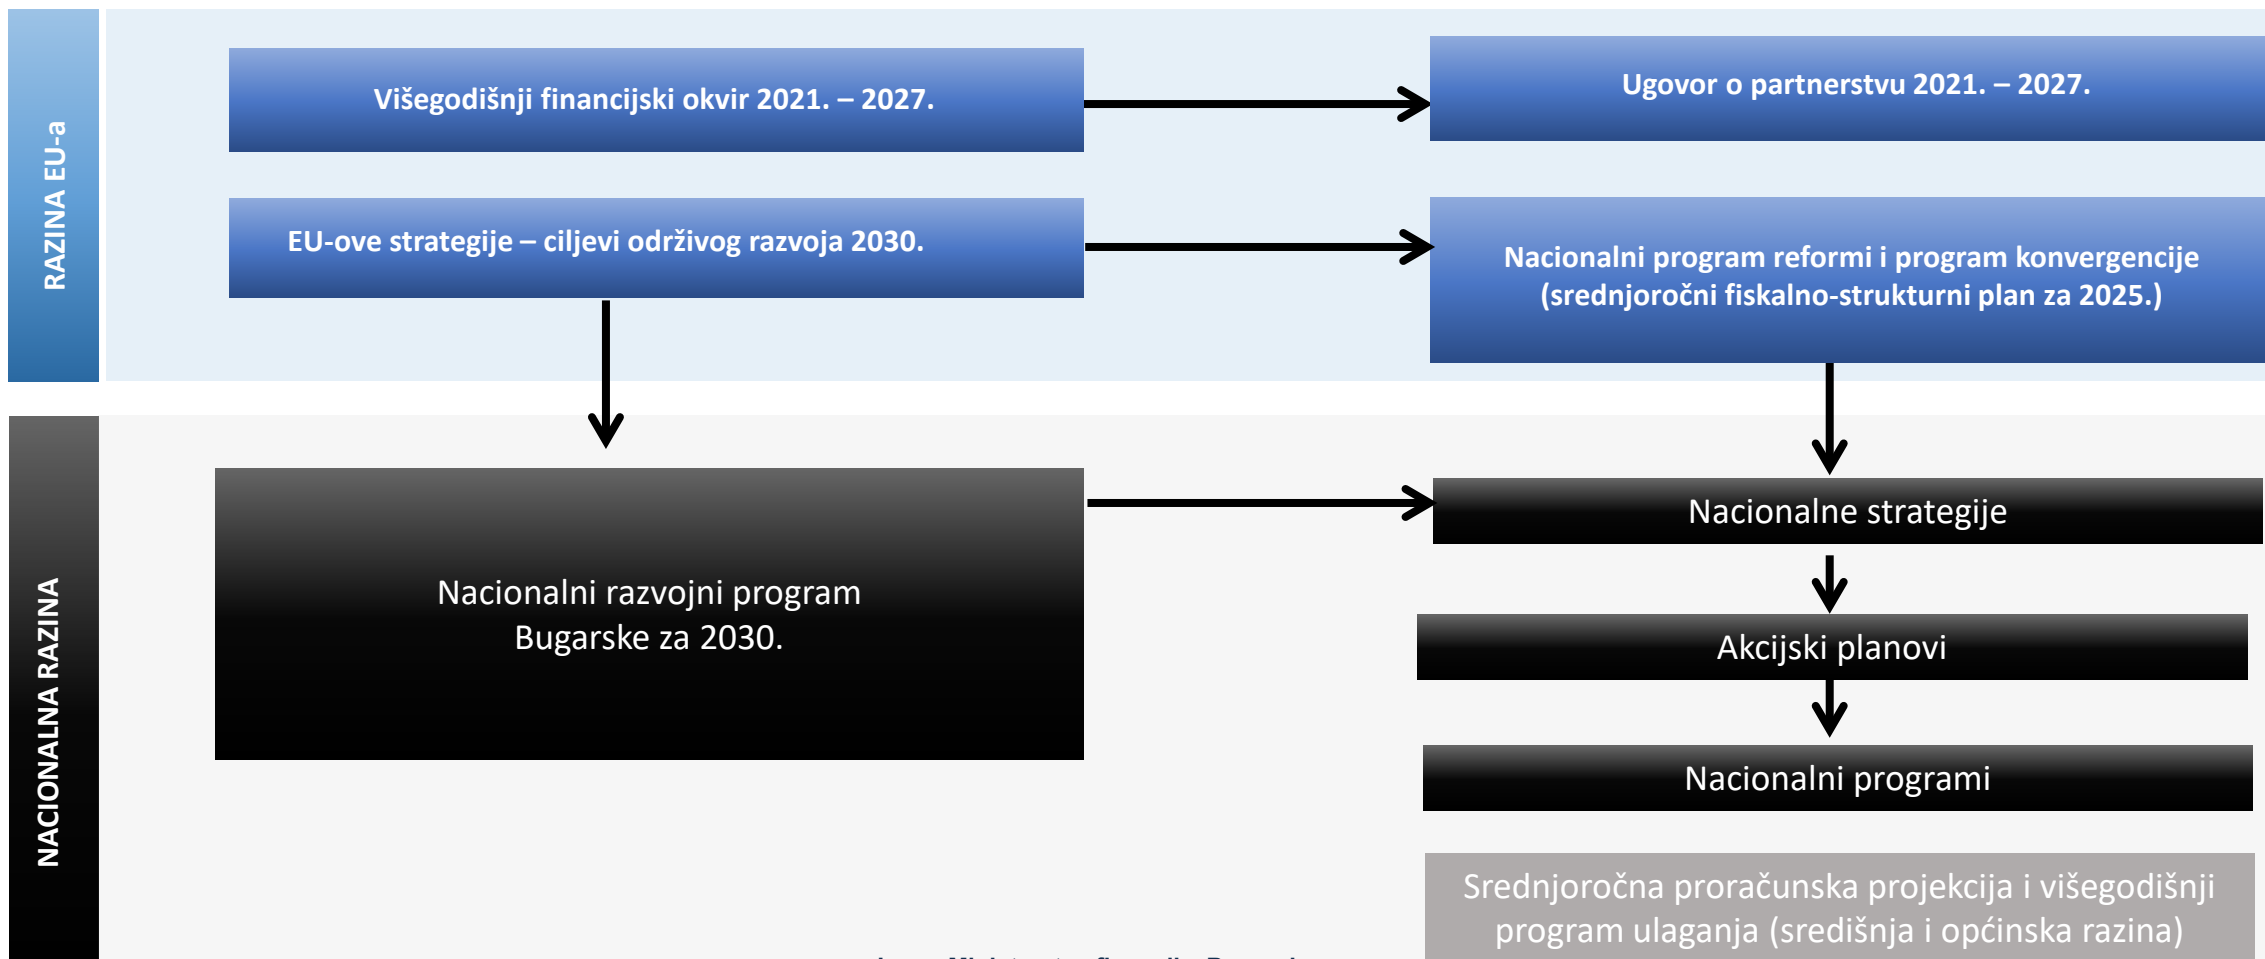 RAZINA EU-a
Višegodišnji financijski okvir 2021. – 2027.
Ugovor o partnerstvu 2021. – 2027.
EU-ove strategije – ciljevi održivog razvoja 2030.
Nacionalni program reformi i program konvergencije
(srednjoročni fiskalno-strukturni plan za 2025.)
NACIONALNA RAZINA
Nacionalni razvojni program
Bugarske za 2030.
Nacionalne strategije
Akcijski planovi
Nacionalni programi
Srednjoročna proračunska projekcija i višegodišnji
program ulaganja (središnja i općinska razina)